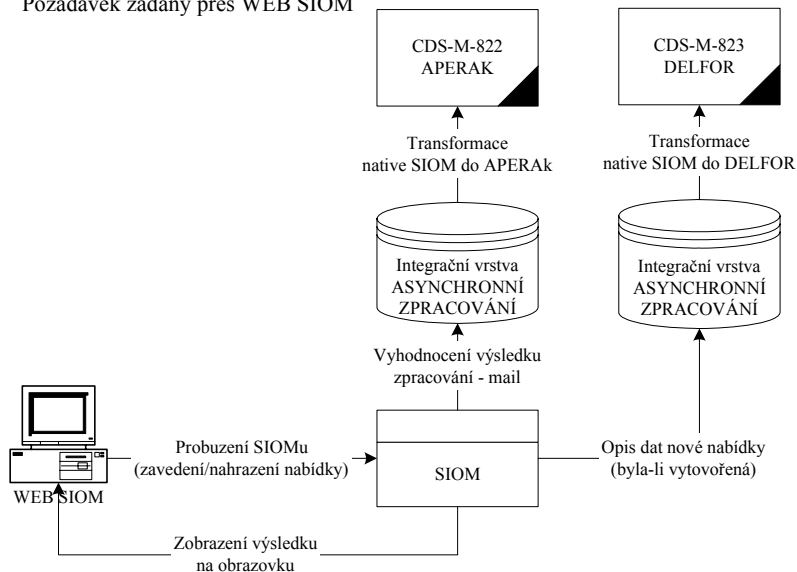 Požadavek zadaný přes WEB SIOM
CDS-M-822
APERAK
CDS-M-823
DELFOR
Transformace
native SIOM do APERAk
Transformace
native SIOM do DELFOR
Integrační vrstva
ASYNCHRONNÍ
ZPRACOVÁNÍ
Integrační vrstva
ASYNCHRONNÍ
ZPRACOVÁNÍ
Vyhodnocení výsledku
zpracování - mail
Probuzení SIOMu
(zavedení/nahrazení nabídky)
SIOM
Opis dat nové nabídky
(byla-li vytovořená)
WEB SIOM
Zobrazení výsledku
na obrazovku